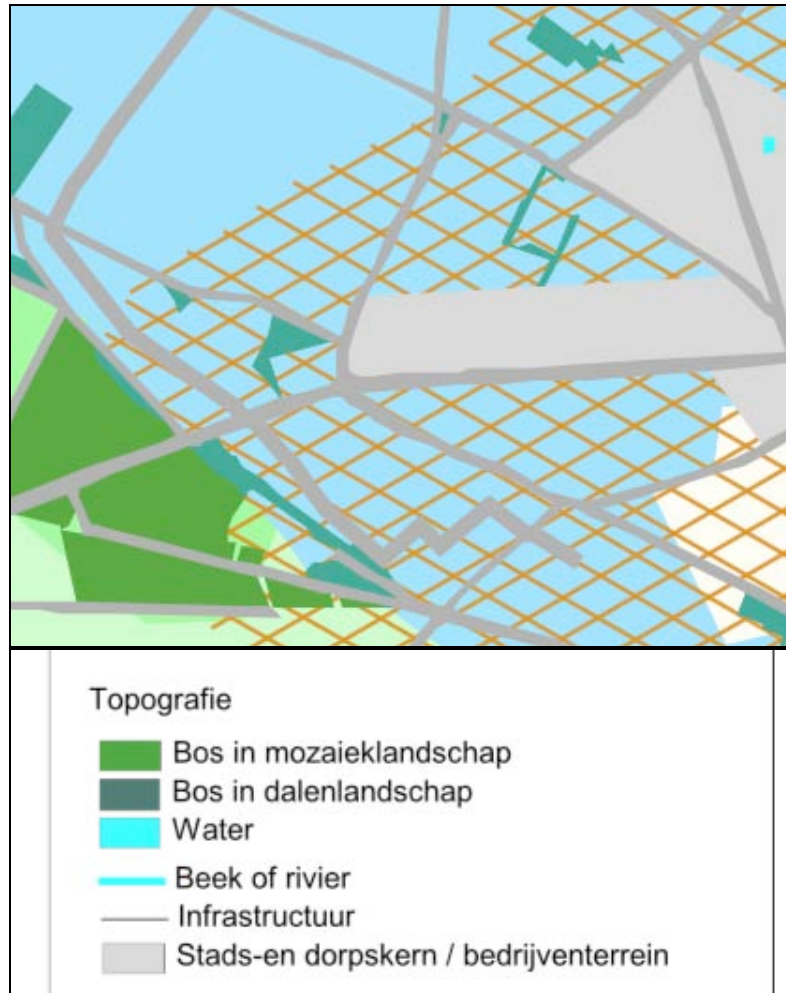 Topografie
Bos in mozaieklandschap
Bos in dalenlandschap
Water
Beek of rivier
Infrastructuur
Stads-en dorpskern / bedrijventerrein